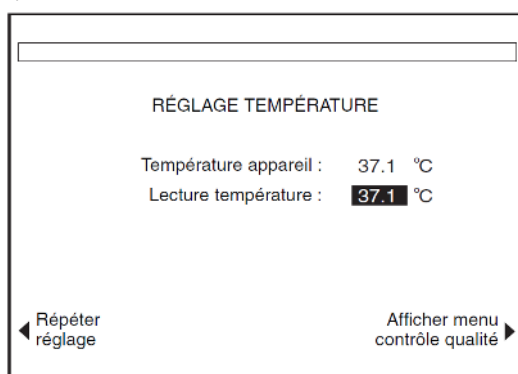 RÉGLAGE TEMPÉRATURE
Température appareil : 37.1 °C
Lecture température : 37.1 °C
Répéter
réglage
Afficher menu
contrôle qualité